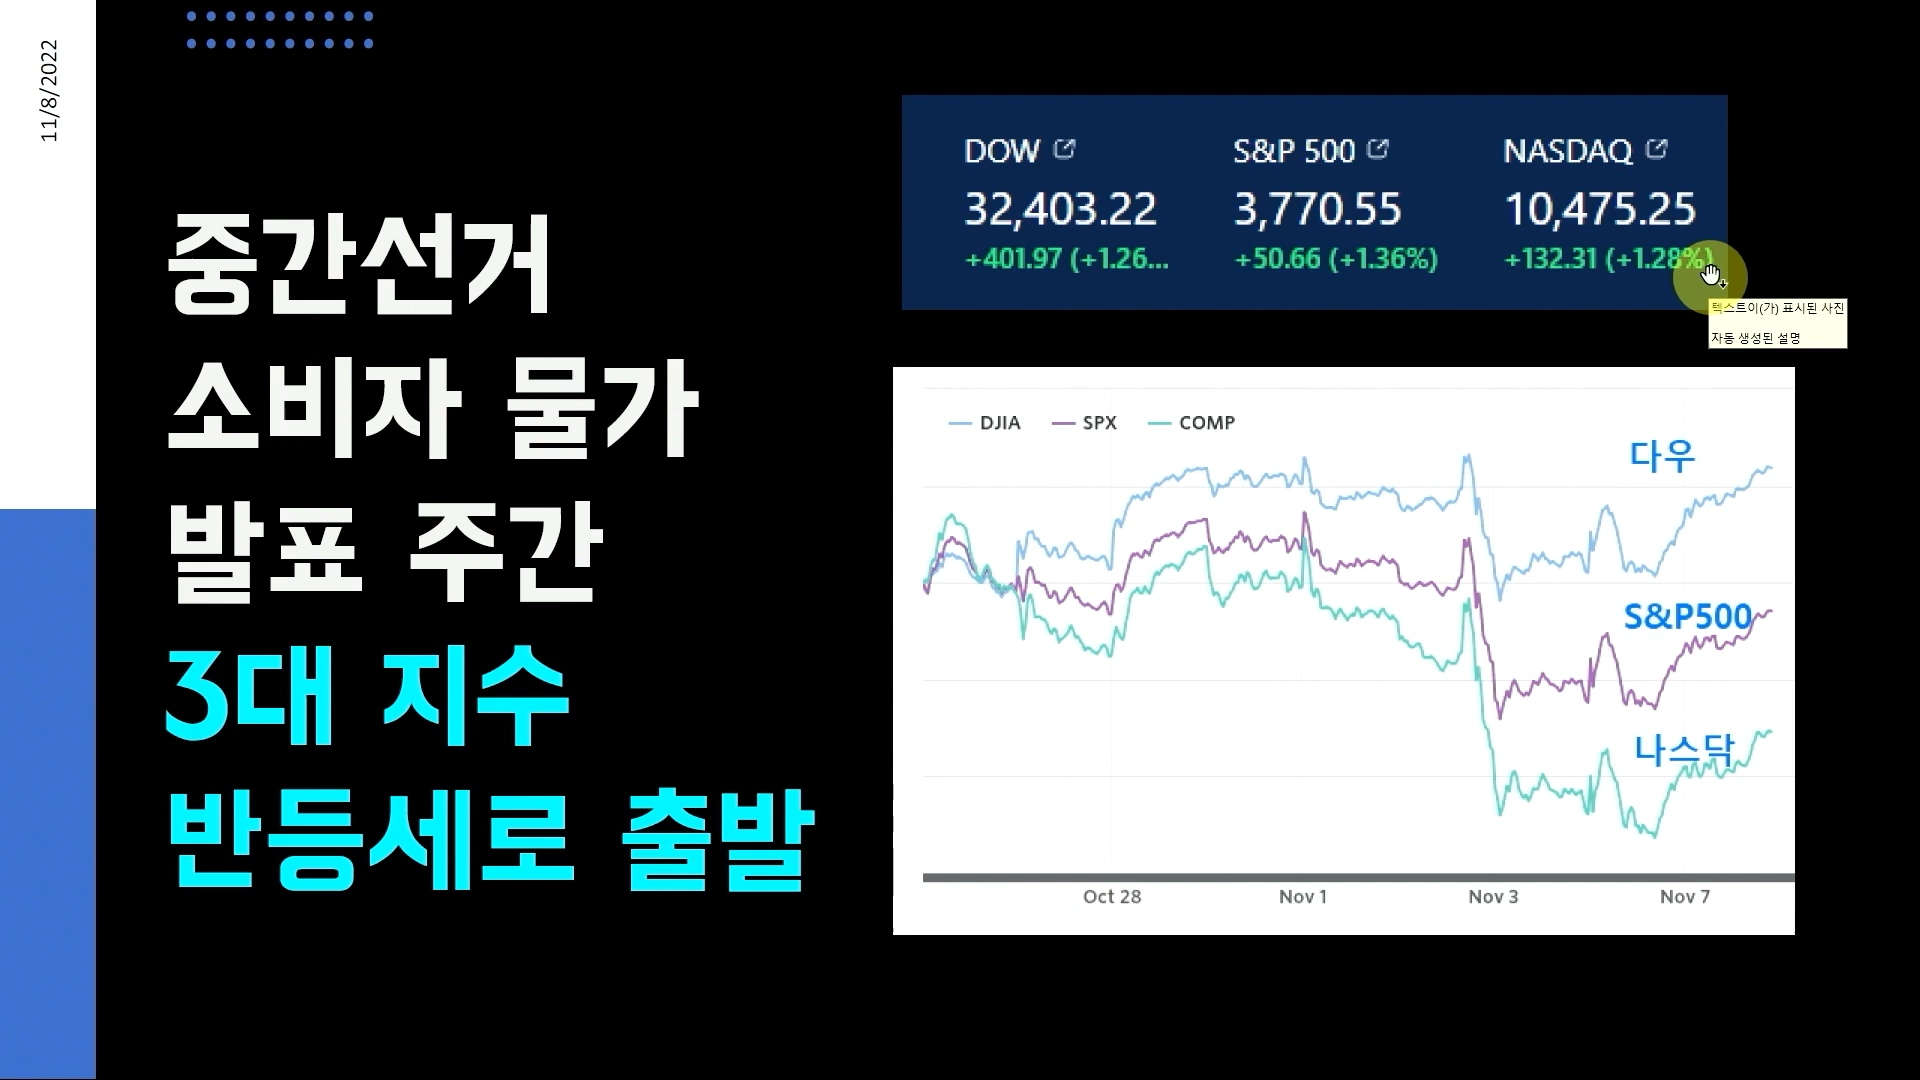 11/8/2022
중간선거
소비자 물가
발표 주간
3대 지수
반등세로 출발
DOW
32,403.22
+401.97 (+1.26...
S&P 500
3,770.55
+50.66 (+1.36%)
NASDAQ
10,475.25
+132.31 (+1.28%)
텍스트이(가) 표시된 사진
자동 생성된 설명
DJIA SPX COMP
다우
S&P500
나스닥
Oct 28 Nov 1 Nov 3 Nov 7